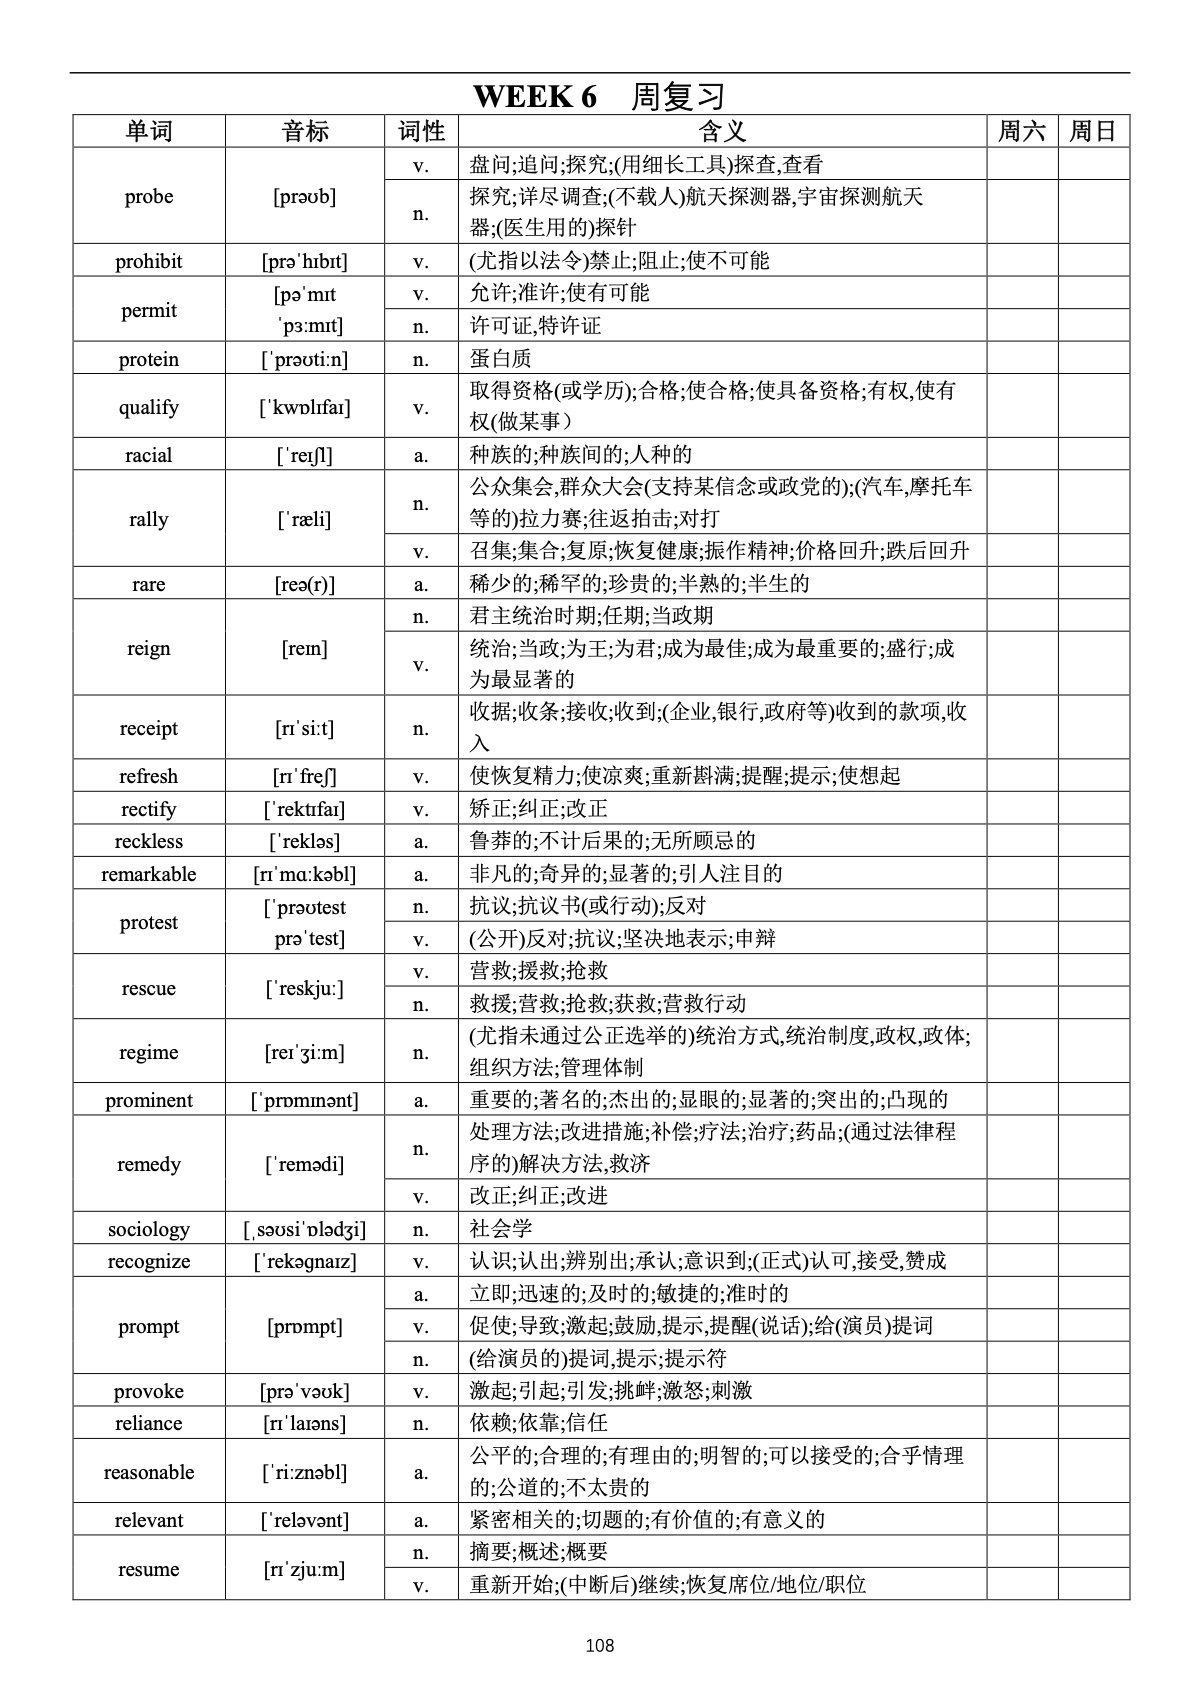 WEEK 6 周复习
单词 音标 词性 含义 周六 周日
probe [prəʊb] v. 盘问;追问;探究;(用细长工具)探查,查看
n. 探究;详尽调查;(不载人)航天探测器,宇宙探测航天
器;(医生用的)探针
prohibit [prəˈhɪbɪt] v. (尤指以法令)禁止;阻止;使不可能
permit [pəˈmɪt v. 允许;准许;使有可能
ˈpɜːmɪt] n. 许可证,特许证
protein [ˈprəʊtiːn] n. 蛋白质
qualify [ˈkwɒlɪfaɪ] v. 取得资格(或学历);合格;使合格;使具备资格;有权,使有
权(做某事）
racial [ˈreɪʃl] a. 种族的;种族间的;人种的
rally [ˈræli] n. 公众集会,群众大会(支持某信念或政党的);(汽车,摩托车
等的)拉力赛;往返拍击;对打
v. 召集;集合;复原;恢复健康;振作精神;价格回升;跌后回升
rare [reə(r)] a. 稀少的;稀罕的;珍贵的;半熟的;半生的
reign [reɪn] n. 君主统治时期;任期;当政期
v. 统治;当政;为王;为君;成为最佳;成为最重要的;盛行;成
为最显著的
receipt [rɪˈsiːt] n. 收据;收条;接收;收到;(企业,银行,政府等)收到的款项,收
入
refresh [rɪˈfreʃ] v. 使恢复精力;使凉爽;重新斟满;提醒;提示;使想起
rectify [ˈrektɪfaɪ] v. 矫正;纠正;改正
reckless [ˈrekləs] a. 鲁莽的;不计后果的;无所顾忌的
remarkable [rɪˈmɑːkəbl] a. 非凡的;奇异的;显著的;引人注目的
protest [ˈprəʊtest n. 抗议;抗议书(或行动);反对
prəˈtest] v. (公开)反对;抗议;坚决地表示;申辩
rescue [ˈreskjuː] v. 营救;援救;抢救
n. 救援;营救;抢救;获救;营救行动
regime [reɪˈʒiːm] n. (尤指未通过公正选举的)统治方式,统治制度,政权,政体;
组织方法;管理体制
prominent [ˈprɒmɪnənt] a. 重要的;著名的;杰出的;显眼的;显著的;突出的;凸现的
remedy [ˈremədi] n. 处理方法;改进措施;补偿;疗法;治疗;药品;(通过法律程
序的)解决方法,救济
v. 改正;纠正;改进
sociology [ˌsəʊsiˈɒlədʒi] n. 社会学
recognize [ˈrekəɡnaɪz] v. 认识;认出;辨别出;承认;意识到;(正式)认可,接受,赞成
prompt [prɒmpt] a. 立即;迅速的;及时的;敏捷的;准时的
v. 促使;导致;激起;鼓励,提示,提醒(说话);给(演员)提词
n. (给演员的)提词,提示;提示符
provoke [prəˈvəʊk] v. 激起;引起;引发;挑衅;激怒;刺激
reliance [rɪˈlaɪəns] n. 依赖;依靠;信任
reasonable [ˈriːznəbl] a. 公平的;合理的;有理由的;明智的;可以接受的;合乎情理
的;公道的;不太贵的
relevant [ˈreləvənt] a. 紧密相关的;切题的;有价值的;有意义的
resume [rɪˈzjuːm] n. 摘要;概述;概要
v. 重新开始;(中断后)继续;恢复席位/地位/职位
108